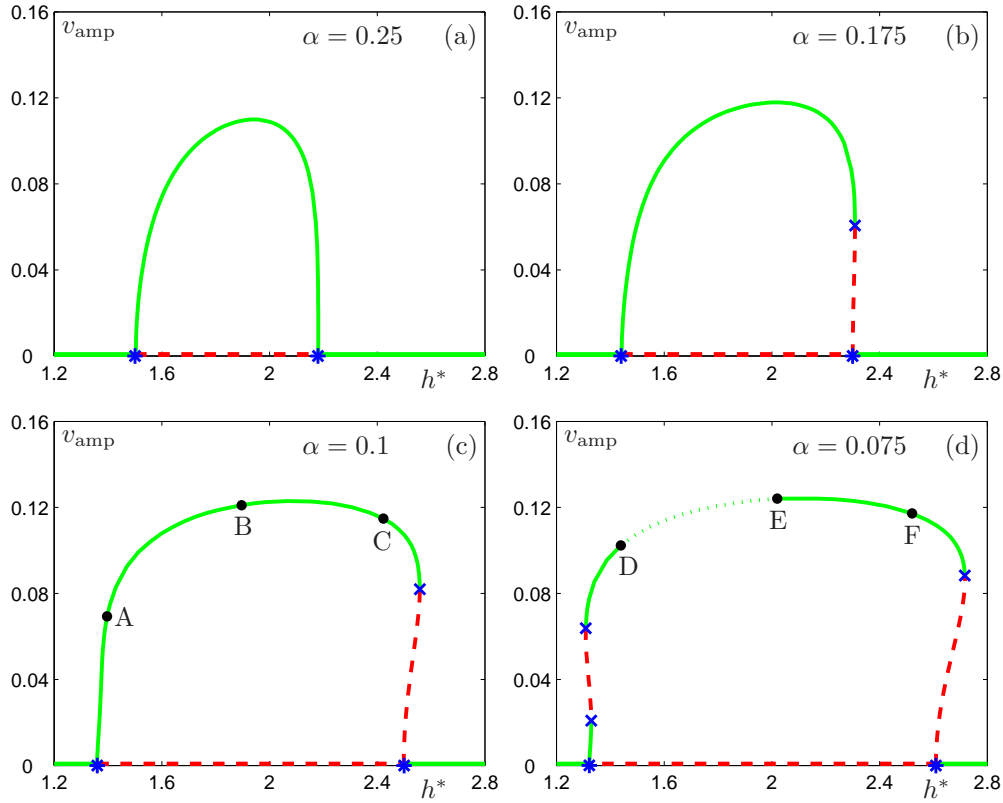 0.16 v_amp α = 0.25 (a)
0.12
0.08
0.04
0
1.2 1.6 2 2.4 h* 2.8
0.16 v_amp α = 0.175 (b)
0.12
0.08
0.04
0
1.2 1.6 2 2.4 h* 2.8
0.16 v_amp α = 0.1 (c)
0.12
B
C
0.08
A
0.04
0
1.2 1.6 2 2.4 h* 2.8
0.16 v_amp α = 0.075 (d)
0.12
E
F
D
0.08
0.04
0
1.2 1.6 2 2.4 h* 2.8